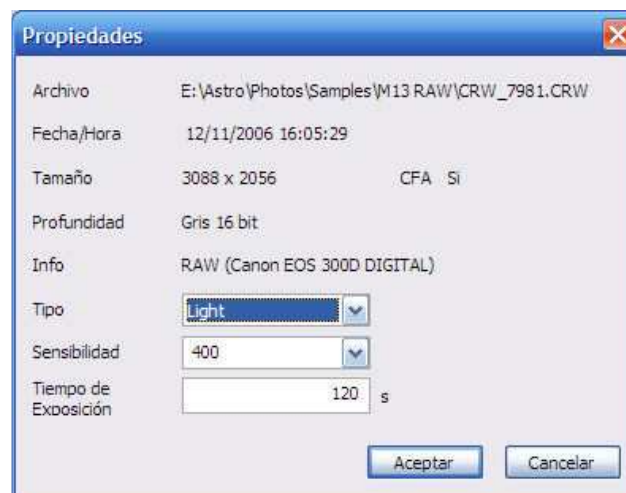 Propiedades
Archivo E:\Astro\Photos\Samples\M13 RAW\CRW_7981.CRW
Fecha/Hora 12/11/2006 16:05:29
Tamaño 3088 x 2056 CFA Si
Profundidad Gris 16 bit
Info RAW (Canon EOS 300D DIGITAL)
Tipo Light
Sensibilidad 400
Tiempo de
Exposición 120 s
Aceptar Cancelar